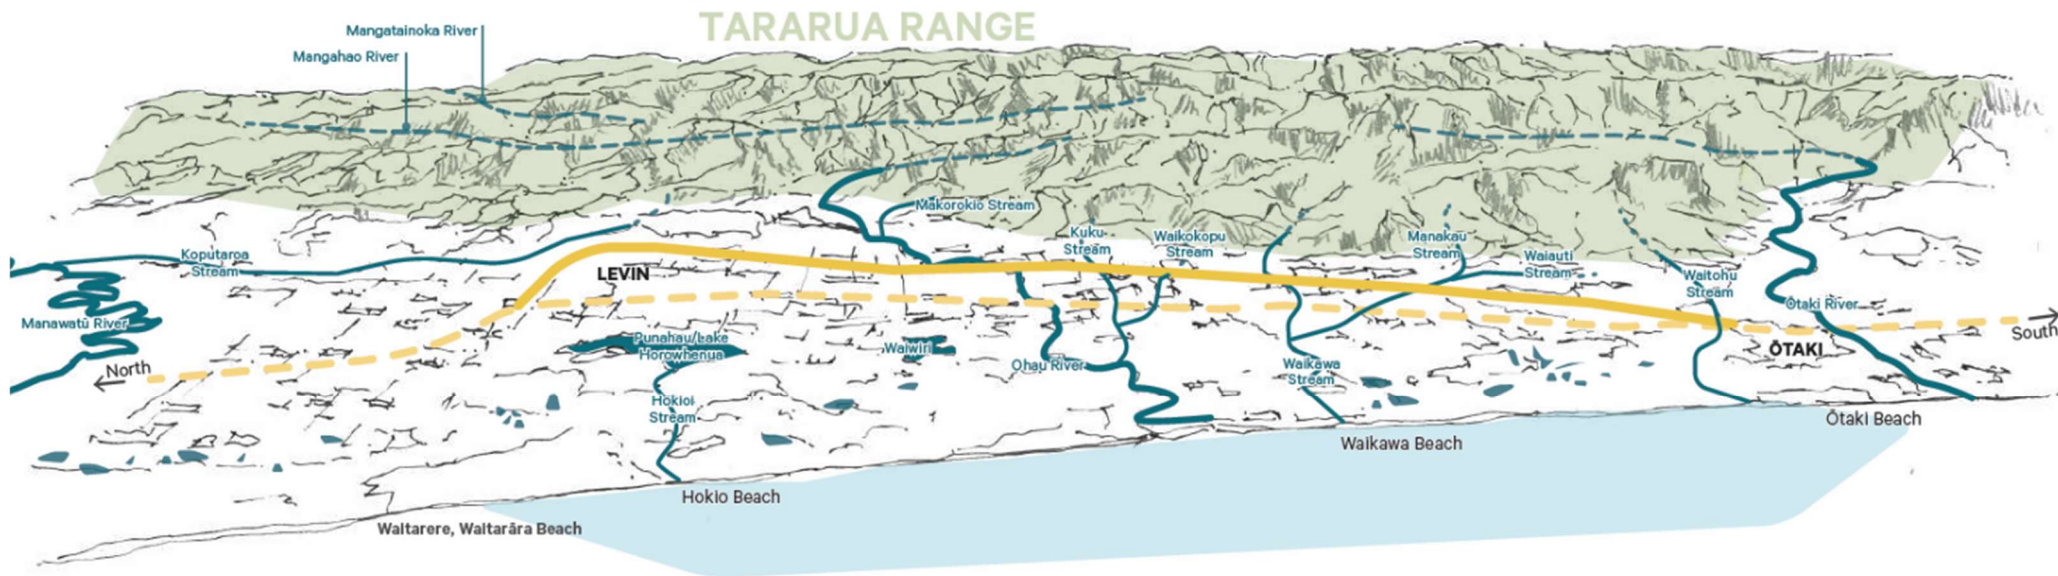 TARARUA RANGE
Mangatainoka River
Mangahao River
Makorokio Stream
Kuku
Stream
Waikokopu
Stream
Manakau
Stream
Waiauti
Stream
Koputaroa
Stream
LEVIN
Waitohu
Stream
Ōtaki River
Manawatū River
South
Punahau/Lake
Horowhenua
Waiwiri
ŌTAKI
North
Ohau River
Waikawa
Stream
Hokioi
Stream
Ōtaki Beach
Waikawa Beach
Hokio Beach
Waitarere, Waitarāra Beach